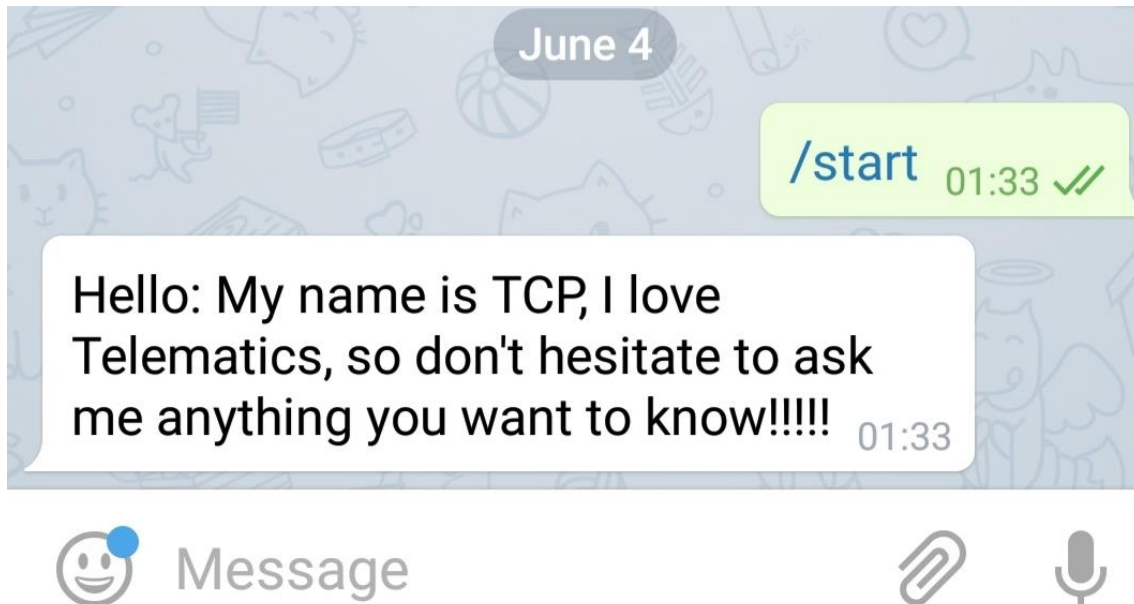 June 4
/start 01:33
Hello: My name is TCP, I love
Telematics, so don't hesitate to ask
me anything you want to know!!!!! 01:33
Message